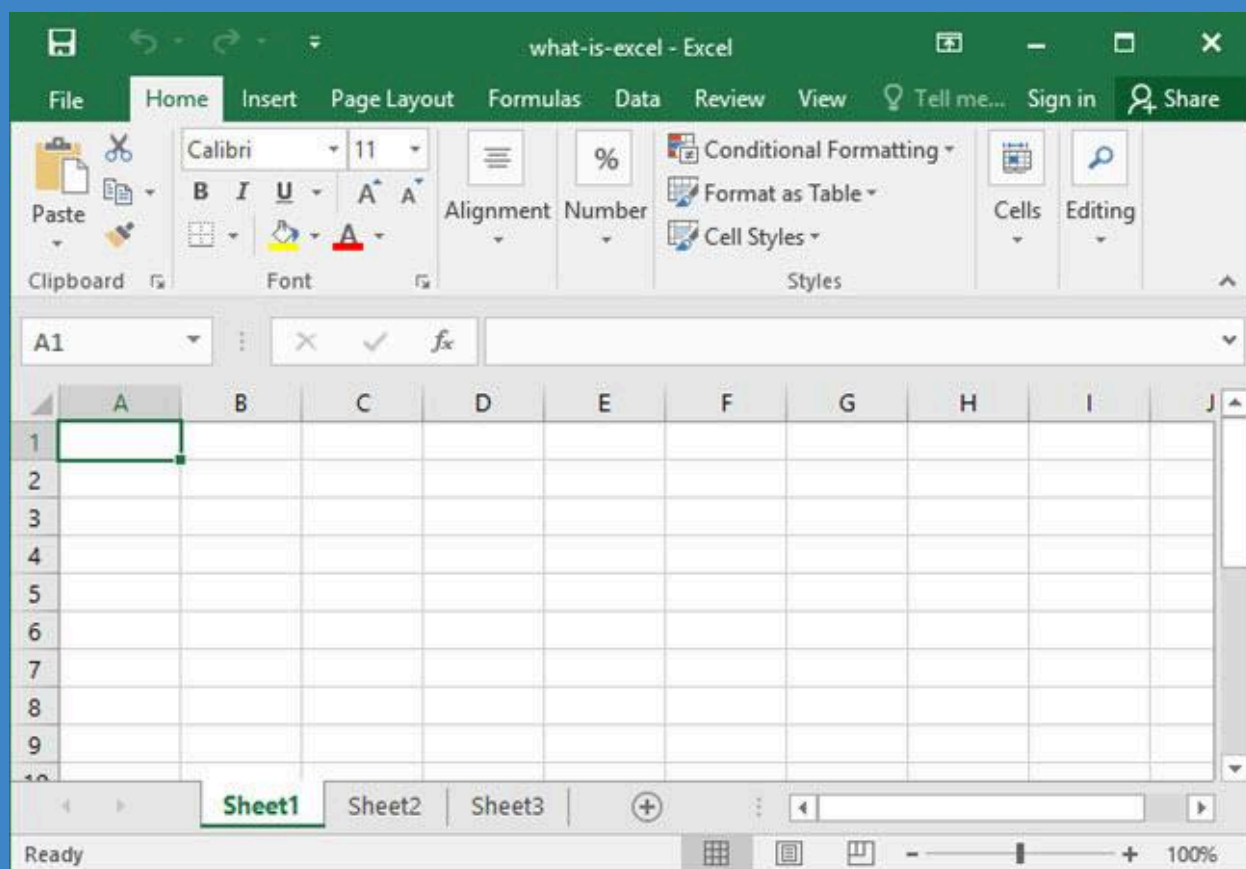 what-is-excel - Excel
File Home Insert Page Layout Formulas Data Review View Tell me... Sign in Share
Calibri 11
% Conditional Formatting
B I U A A Format as Table
Paste Alignment Number Cells Editing
A Cell Styles
Clipboard Font Styles
A1 fx
A B C D E F G H I J
1
2
3
4
5
6
7
8
9
10
Sheet1 Sheet2 Sheet3
Ready 100%